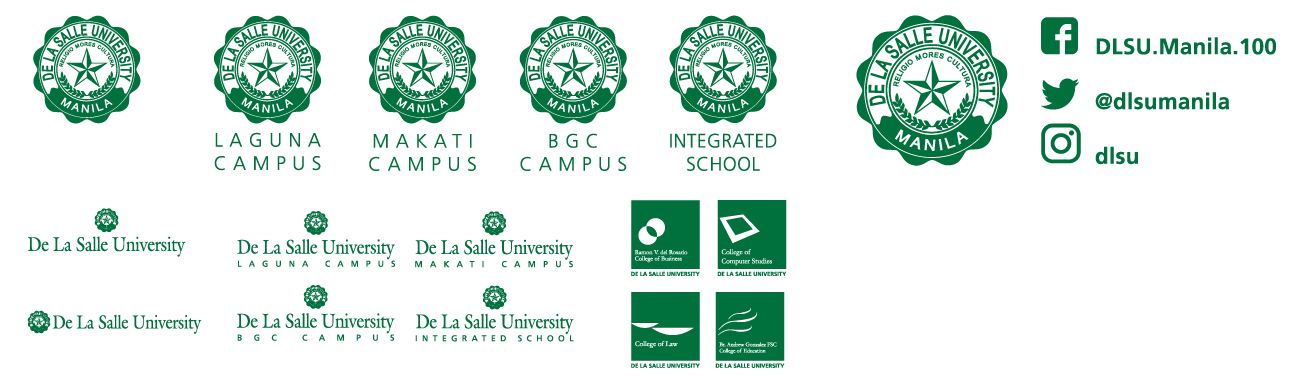 DE LA SALLE UNIVERSITY
RELIGIO MORES CULTURA
MANILA
DE LA SALLE UNIVERSITY
RELIGIO MORES CULTURA
MANILA
LAGUNA
CAMPUS
DE LA SALLE UNIVERSITY
RELIGIO MORES CULTURA
MANILA
MAKATI
CAMPUS
DE LA SALLE UNIVERSITY
RELIGIO MORES CULTURA
MANILA
BGC
CAMPUS
DE LA SALLE UNIVERSITY
RELIGIO MORES CULTURA
MANILA
INTEGRATED
SCHOOL
DE LA SALLE UNIVERSITY
RELIGIO MORES CULTURA
MANILA
DLSU.Manila.100
@dlsumanila
dlsu
De La Salle University
De La Salle University
LAGUNA CAMPUS
De La Salle University
MAKATI CAMPUS
Ramon V. del Rosario
College of Business
DE LA SALLE UNIVERSITY
College of
Computer Studies
DE LA SALLE UNIVERSITY
De La Salle University
De La Salle University
BGC CAMPUS
De La Salle University
INTEGRATED SCHOOL
College of Law
DE LA SALLE UNIVERSITY
Br. Andrew Gonzalez FSC
College of Education
DE LA SALLE UNIVERSITY